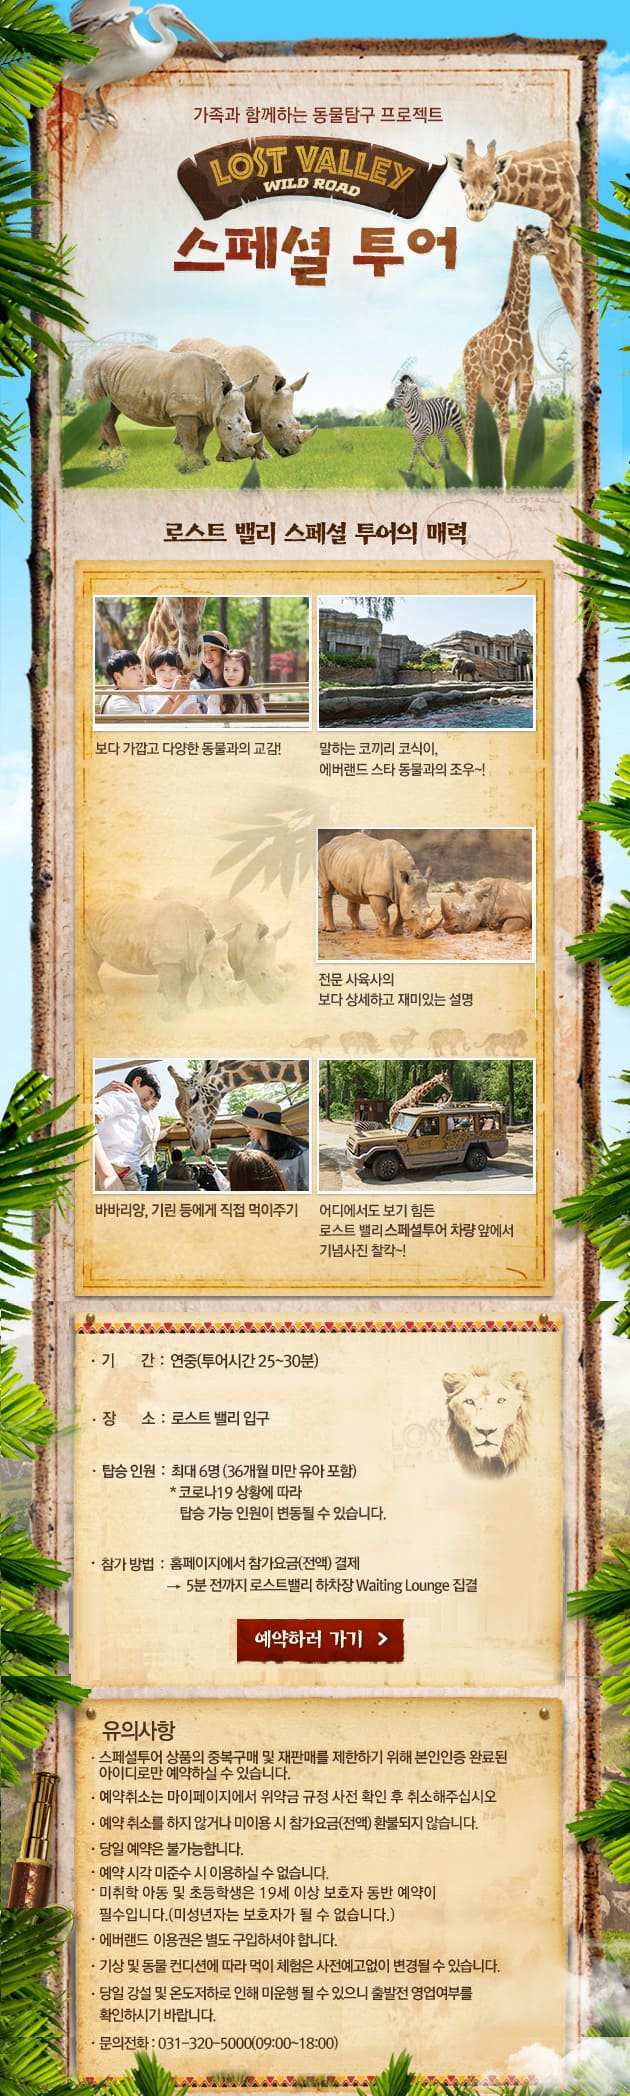 가족과 함께하는 동물탐구 프로젝트
LOST VALLEY
WILD ROAD
스페셜 투어
로스트 밸리 스페셜 투어의 매력
보다 가깝고 다양한 동물과의 교감!
말하는 코끼리 코식이,
에버랜드 스타 동물과의 조우~!
전문 사육사의
보다 상세하고 재미있는 설명
바바리양, 기린 등에게 직접 먹이주기
어디에서도 보기 힘든
로스트 밸리 스페셜투어 차량 앞에서
기념사진 찰칵~!
· 기 간 : 연중(투어시간 25~30분)
· 장 소 : 로스트 밸리 입구
· 탑승 인원 : 최대 6명 (36개월 미만 유아 포함)
* 코로나19 상황에 따라
탑승 가능 인원이 변동될 수 있습니다.
· 참가 방법 : 홈페이지에서 참가요금(전액) 결제
→ 5분 전까지 로스트밸리 하차장 Waiting Lounge 집결
예약하러 가기 >
유의사항
· 스페셜투어 상품의 중복구매 및 재판매를 제한하기 위해 본인인증 완료된
아이디로만 예약하실 수 있습니다.
· 예약취소는 마이페이지에서 위약금 규정 사전 확인 후 취소해주십시오
· 예약 취소를 하지 않거나 미이용 시 참가요금(전액) 환불되지 않습니다.
· 당일 예약은 불가능합니다.
· 예약 시각 미준수 시 이용하실 수 없습니다.
· 미취학 아동 및 초등학생은 19세 이상 보호자 동반 예약이
필수입니다.(미성년자는 보호자가 될 수 없습니다.)
· 에버랜드 이용권은 별도 구입하셔야 합니다.
· 기상 및 동물 컨디션에 따라 먹이 체험은 사전예고없이 변경될 수 있습니다.
· 당일 강설 및 온도저하로 인해 미운행 될 수 있으니 출발전 영업여부를
확인하시기 바랍니다.
· 문의전화 : 031-320-5000(09:00~18:00)